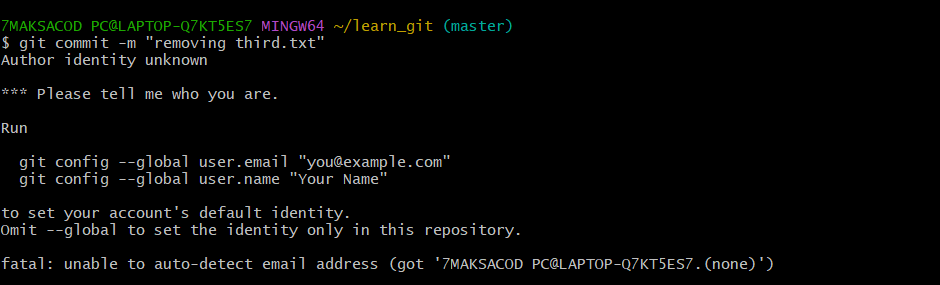 7MAKSACOD PC@LAPTOP-Q7KT5ES7 MINGW64 ~/learn_git (master)
$ git commit -m "removing third.txt"
Author identity unknown

*** Please tell me who you are.

Run

  git config --global user.email "you@example.com"
  git config --global user.name "Your Name"

to set your account's default identity.
Omit --global to set the identity only in this repository.

fatal: unable to auto-detect email address (got '7MAKSACOD PC@LAPTOP-Q7KT5ES7.(none)')